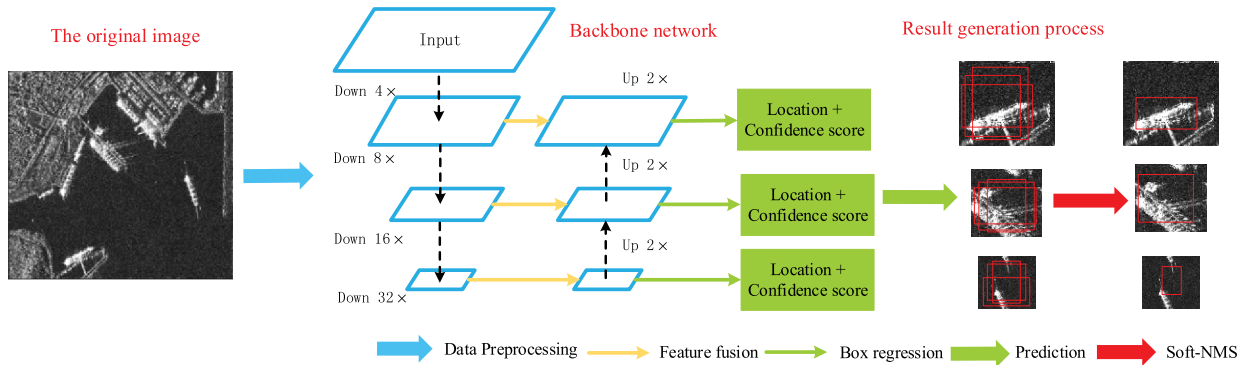 The original image
Backbone network
Result generation process
Input
Up 2×
Down 4×
Location +
Confidence score
Down 8×
Up 2×
Location +
Confidence score
Down 16×
Up 2×
Location +
Confidence score
Down 32×
Data Preprocessing
Feature fusion
Box regression
Prediction
Soft-NMS